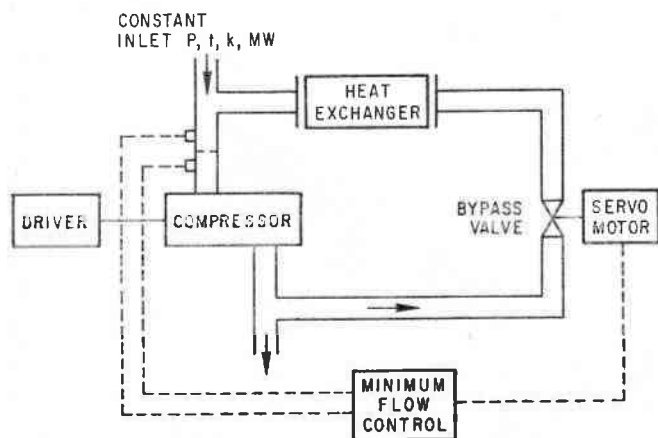 CONSTANT
INLET P, t, k, MW
HEAT
EXCHANGER
DRIVER
COMPRESSOR
BYPASS
VALVE
SERVO
MOTOR
MINIMUM
FLOW
CONTROL